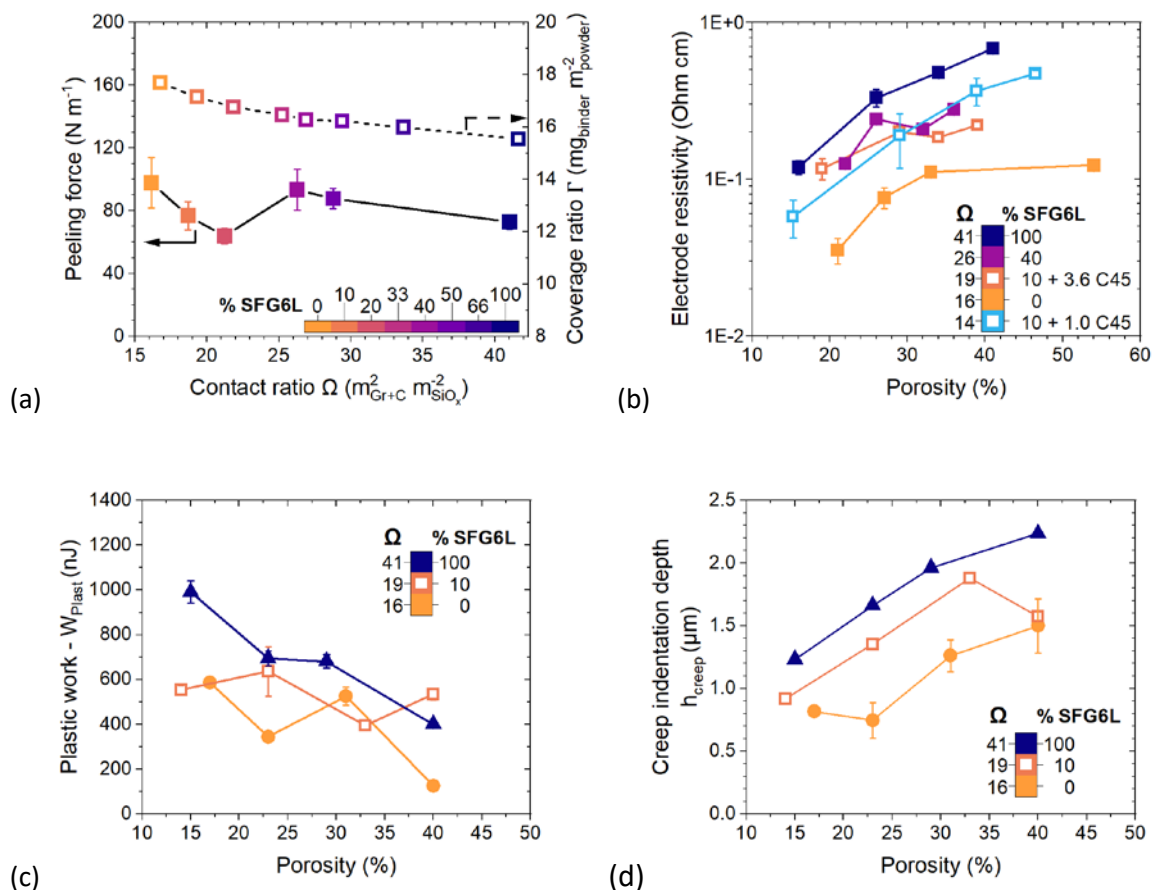 200
160
120
80
40
0
Peeling force (N m⁻¹)
20
18
16
14
12
10
8
Coverage ratio Γ (mg_binder m⁻²_powder)
% SFG6L
0 10 20 33 40 50 66 100
15 20 25 30 35 40
Contact ratio Ω (m²_Gr+C m⁻²_SiOₓ)
(a)
1E+0
1E-1
1E-2
Electrode resistivity (Ohm cm)
Ω % SFG6L
41 100
26 40
19 10 + 3.6 C45
16 0
14 10 + 1.0 C45
10 20 30 40 50 60
Porosity (%)
(b)
1400
1200
1000
800
600
400
200
0
Plastic work - W_Plast (nJ)
Ω % SFG6L
41 100
19 10
16 0
10 15 20 25 30 35 40 45 50
Porosity (%)
(c)
2.5
2.0
1.5
1.0
0.5
0.0
Creep indentation depth
h_creep (μm)
Ω % SFG6L
41 100
19 10
16 0
10 15 20 25 30 35 40 45 50
Porosity (%)
(d)